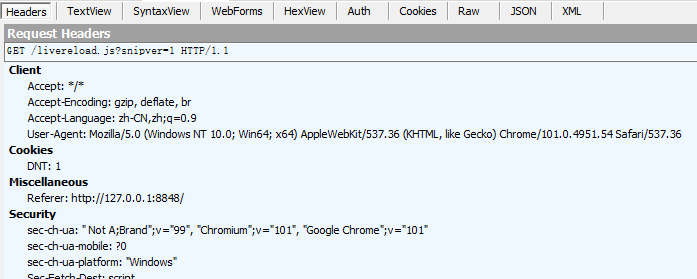 Headers TextView SyntaxView WebForms HexView Auth Cookies Raw JSON XML
Request Headers
GET /livereload.js?snipver=1 HTTP/1.1
Client
Accept: */*
Accept-Encoding: gzip, deflate, br
Accept-Language: zh-CN,zh;q=0.9
User-Agent: Mozilla/5.0 (Windows NT 10.0; Win64; x64) AppleWebKit/537.36 (KHTML, like Gecko) Chrome/101.0.4951.54 Safari/537.36
Cookies
DNT: 1
Miscellaneous
Referer: http://127.0.0.1:8848/
Security
sec-ch-ua: " Not A;Brand";v="99", "Chromium";v="101", "Google Chrome";v="101"
sec-ch-ua-mobile: ?0
sec-ch-ua-platform: "Windows"
Sec-Fetch-Dest: script